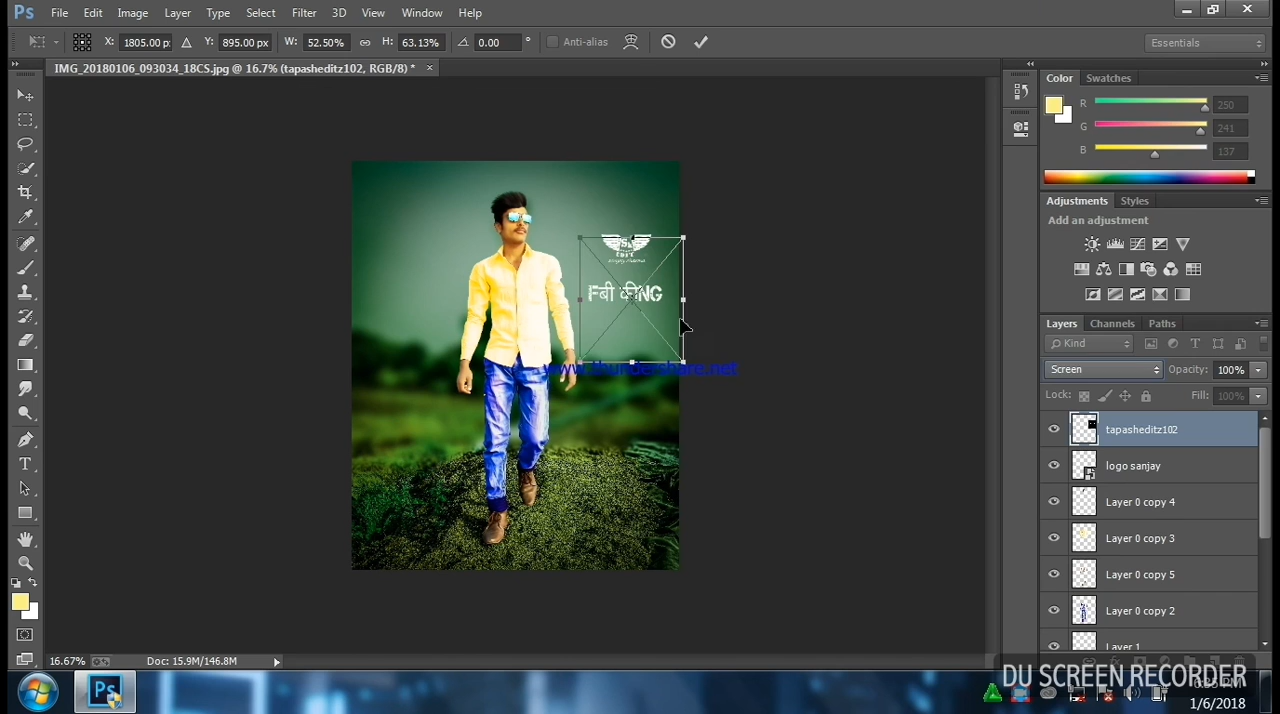 Ps File Edit Image Layer Type Select Filter 3D View Window Help
X: 1805.00 px Y: 895.00 px W: 52.50% H: 63.13% 0.00 ° Anti-alias Essentials
IMG_20180106_093034_18CS.jpg @ 16.7% (tapasheditz102, RGB/8) * ×
Color Swatches
R 250
G 241
B 137
Adjustments Styles
Add an adjustment
EDIT
Fबी कीNG
www.thundershare.net
Layers Channels Paths
Kind
Screen Opacity: 100%
Lock: Fill: 100%
tapasheditz102
logo sanjay
Layer 0 copy 4
Layer 0 copy 3
Layer 0 copy 5
Layer 0 copy 2
Layer 1
16.67% Doc: 15.9M/146.8M
DU SCREEN RECORDER
Ps
1/6/2018